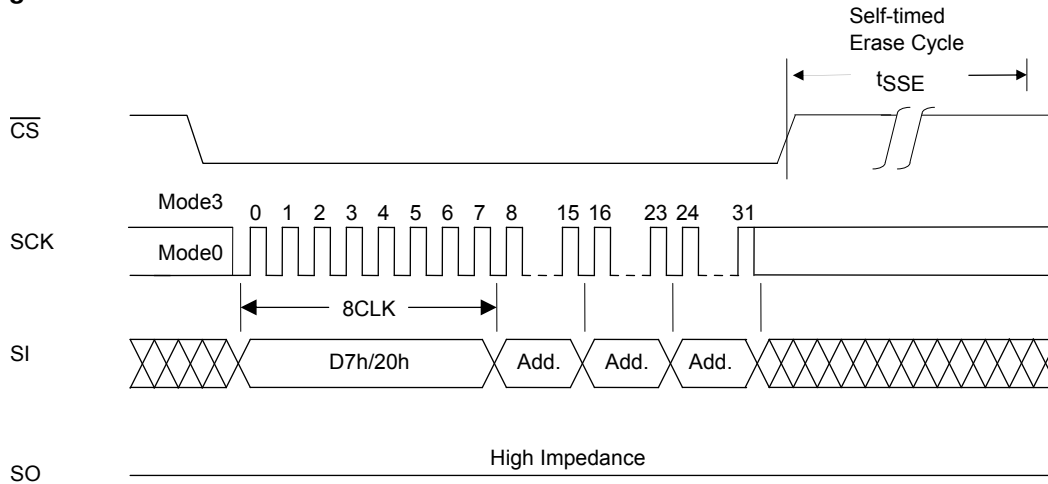 Self-timed
Erase Cycle
tSSE
CS
Mode3
0 1 2 3 4 5 6 7 8 15 16 23 24 31
SCK
Mode0
8CLK
SI
D7h/20h Add. Add. Add.
High Impedance
SO